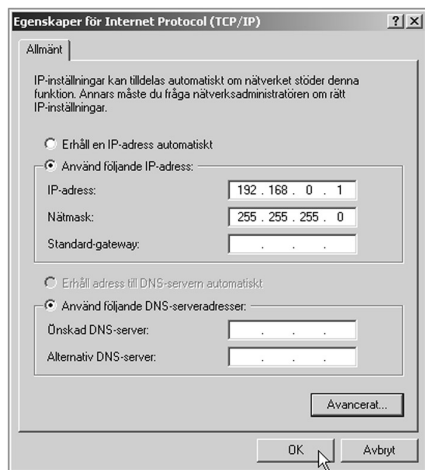 Egenskaper för Internet Protocol (TCP/IP)
Allmänt
IP-inställningar kan tilldelas automatiskt om nätverket stöder denna
funktion. Annars måste du fråga nätverksadministratören om rätt
IP-inställningar.
Erhåll en IP-adress automatiskt
Använd följande IP-adress:
IP-adress: 192 . 168 . 0 . 1
Nätmask: 255 . 255 . 255 . 0
Standard-gateway: . . .
Erhåll adress till DNS-servern automatiskt
Använd följande DNS-serveradresser:
Önskad DNS-server: . . .
Alternativ DNS-server: . . .
Avancerat...
OK Avbryt